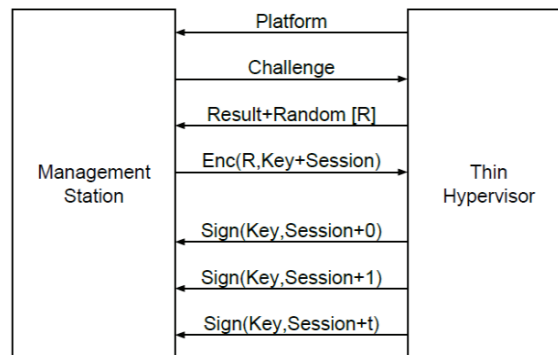 Platform
Challenge
Result+Random [R]
Enc(R,Key+Session)
Management
Station
Thin
Hypervisor
Sign(Key,Session+0)
Sign(Key,Session+1)
Sign(Key,Session+t)